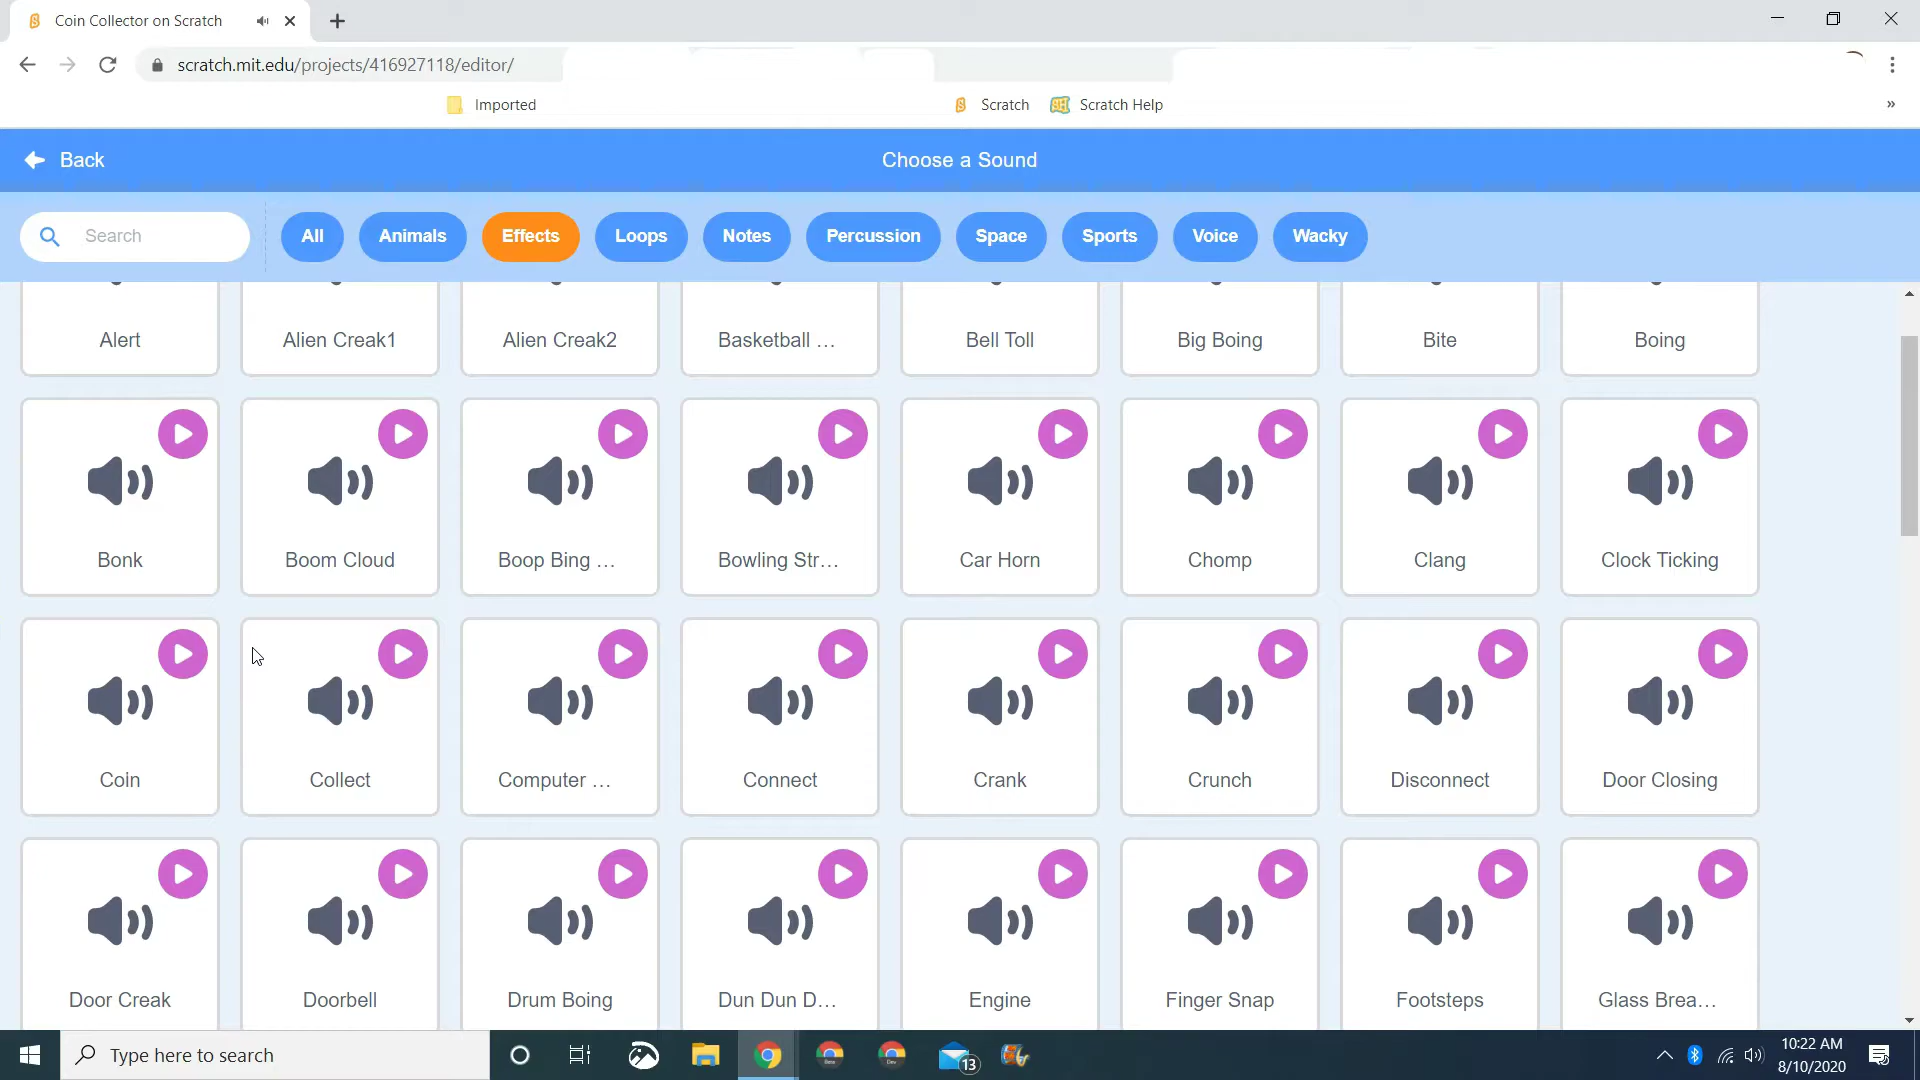 Coin Collector on Scratch
scratch.mit.edu/projects/416927118/editor/
Imported
Scratch
Scratch Help
»
Back
Choose a Sound
Search
All
Animals
Effects
Loops
Notes
Percussion
Space
Sports
Voice
Wacky
Alert
Alien Creak1
Alien Creak2
Basketball ...
Bell Toll
Big Boing
Bite
Boing
Bonk
Boom Cloud
Boop Bing ...
Bowling Str...
Car Horn
Chomp
Clang
Clock Ticking
Coin
Collect
Computer ...
Connect
Crank
Crunch
Disconnect
Door Closing
Door Creak
Doorbell
Drum Boing
Dun Dun D...
Engine
Finger Snap
Footsteps
Glass Brea...
Type here to search
13
10:22 AM
8/10/2020